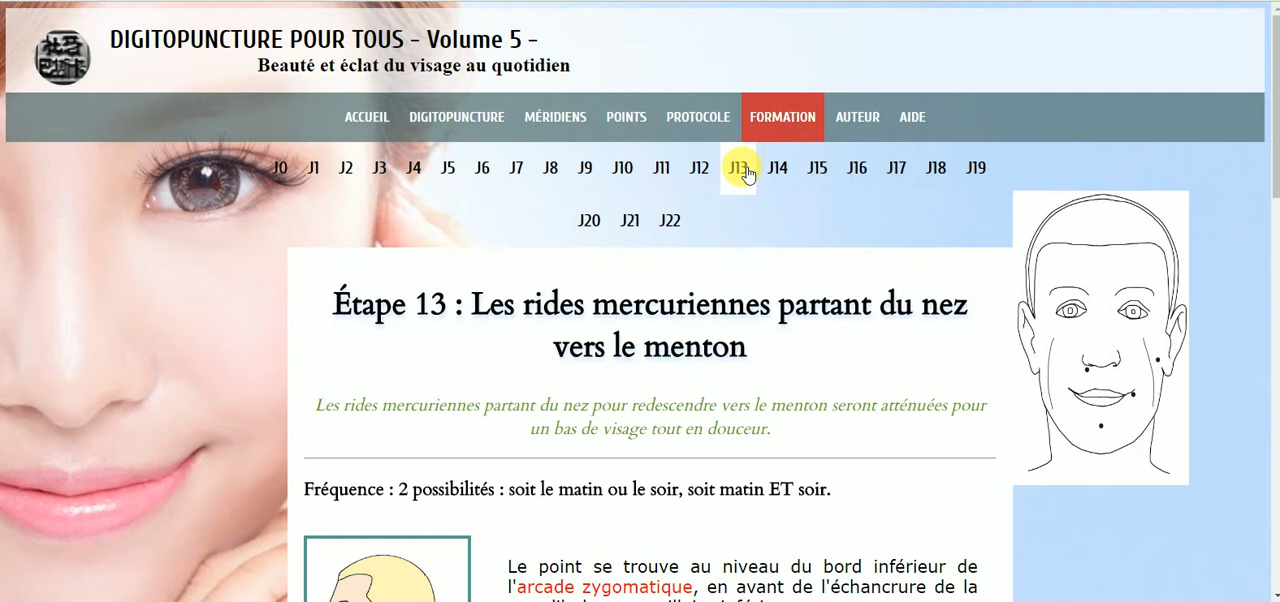 DIGITOPUNCTURE POUR TOUS - Volume 5 -
Beauté et éclat du visage au quotidien
ACCUEIL DIGITOPUNCTURE MÉRIDIENS POINTS PROTOCOLE FORMATION AUTEUR AIDE
J0 J1 J2 J3 J4 J5 J6 J7 J8 J9 J10 J11 J12 J13 J14 J15 J16 J17 J18 J19
J20 J21 J22
Étape 13 : Les rides mercuriennes partant du nez
vers le menton
Les rides mercuriennes partant du nez pour redescendre vers le menton seront atténuées pour
un bas de visage tout en douceur.
Fréquence : 2 possibilités : soit le matin ou le soir, soit matin ET soir.
Le point se trouve au niveau du bord inférieur de
l'arcade zygomatique, en avant de l'échancrure de la